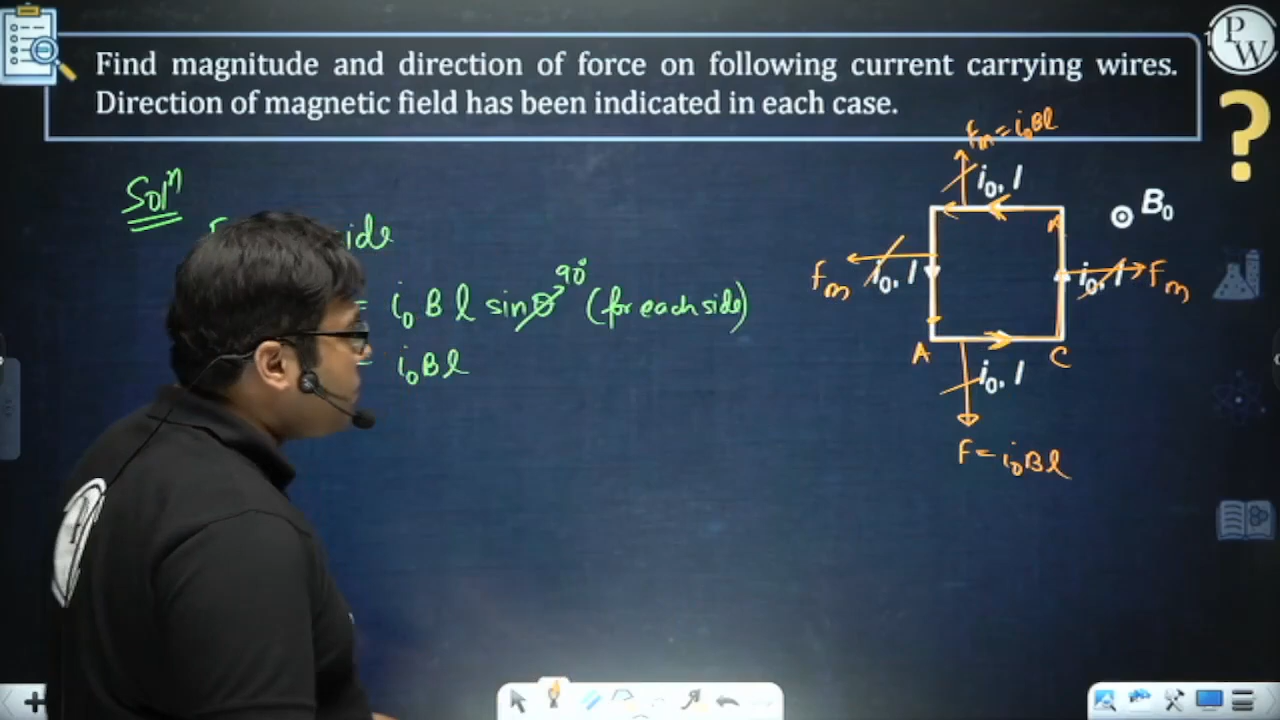 Find magnitude and direction of force on following current carrying wires.
Direction of magnetic field has been indicated in each case.
PW
?
Solⁿ
ide
= i₀ B l sinθ 90° (for each side)
= i₀Bl
Fm = i₀Bl
i₀, l
B₀
Fm
i₀, l
i₀, l
Fm
A
C
i₀, l
F = i₀Bl